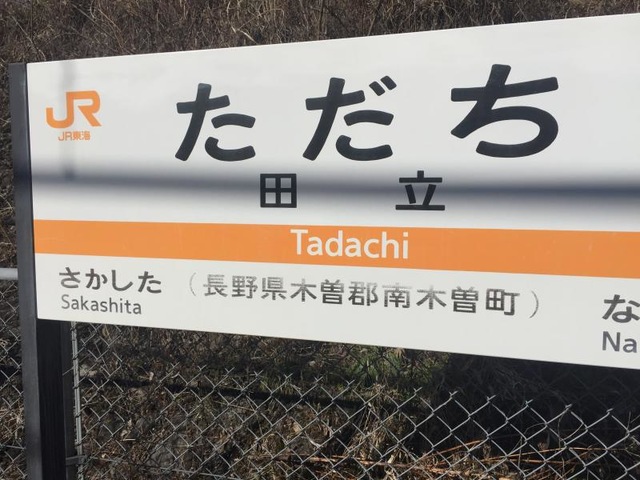 JR
JR東海
ただち
田立
Tadachi
さかした
Sakashita
(長野県木曽郡南木曽町)
な
Na